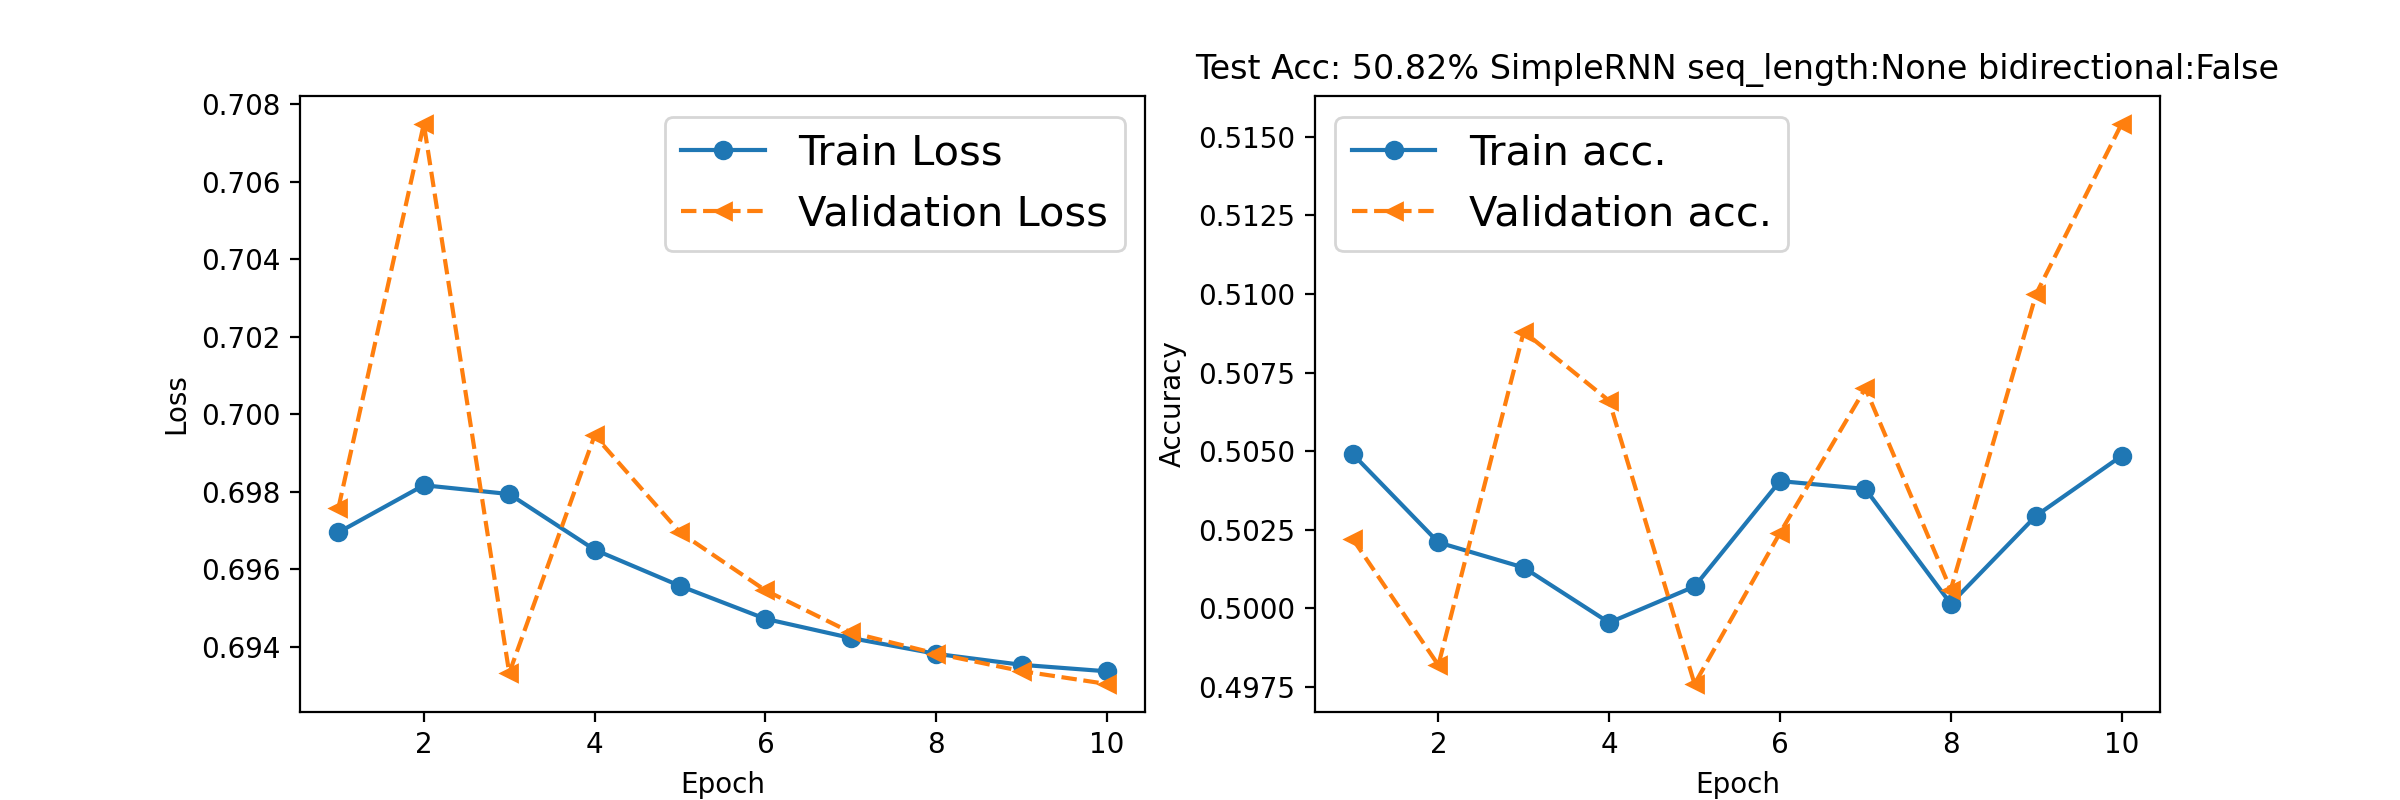 0.708
0.706
0.704
0.702
0.700
0.698
0.696
0.694
Loss
2 4 6 8 10
Epoch
Train Loss
Validation Loss
Test Acc: 50.82% SimpleRNN seq_length:None bidirectional:False
0.5150
0.5125
0.5100
0.5075
0.5050
0.5025
0.5000
0.4975
Accuracy
2 4 6 8 10
Epoch
Train acc.
Validation acc.